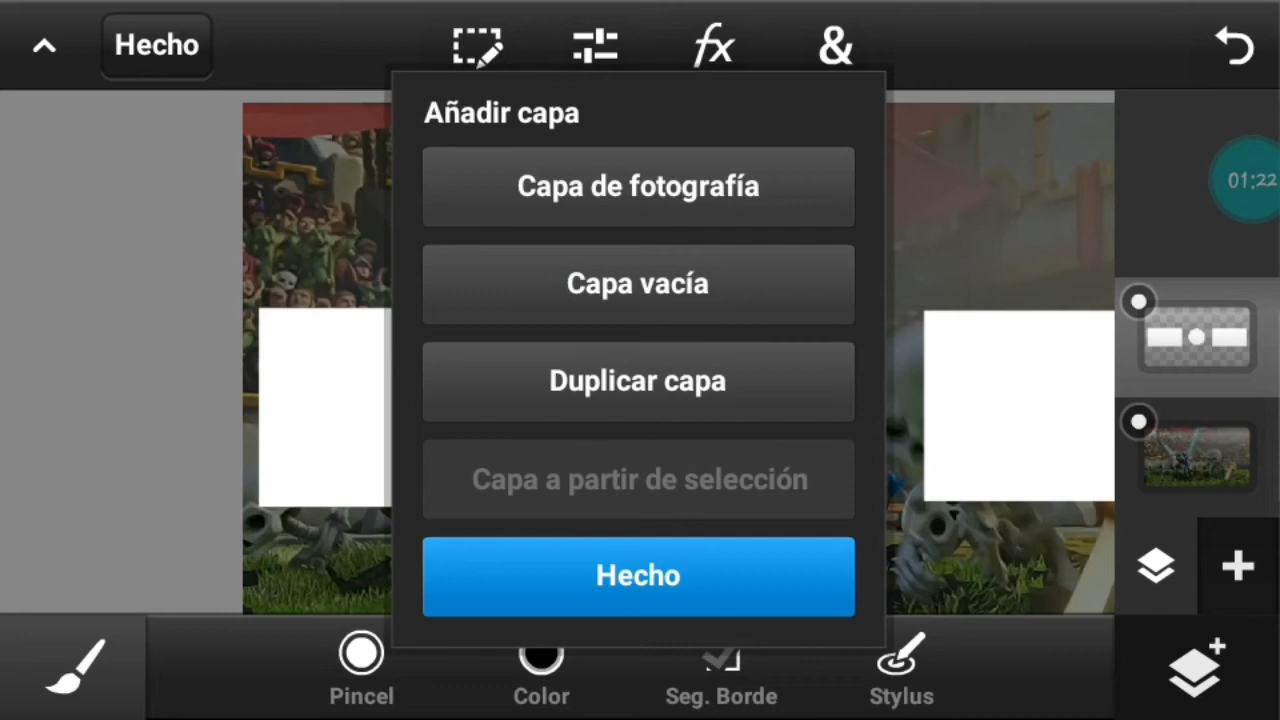 Hecho
fx
&
Añadir capa
Capa de fotografía
01:22
Capa vacía
Duplicar capa
Capa a partir de selección
Hecho
Pincel
Color
Seg. Borde
Stylus